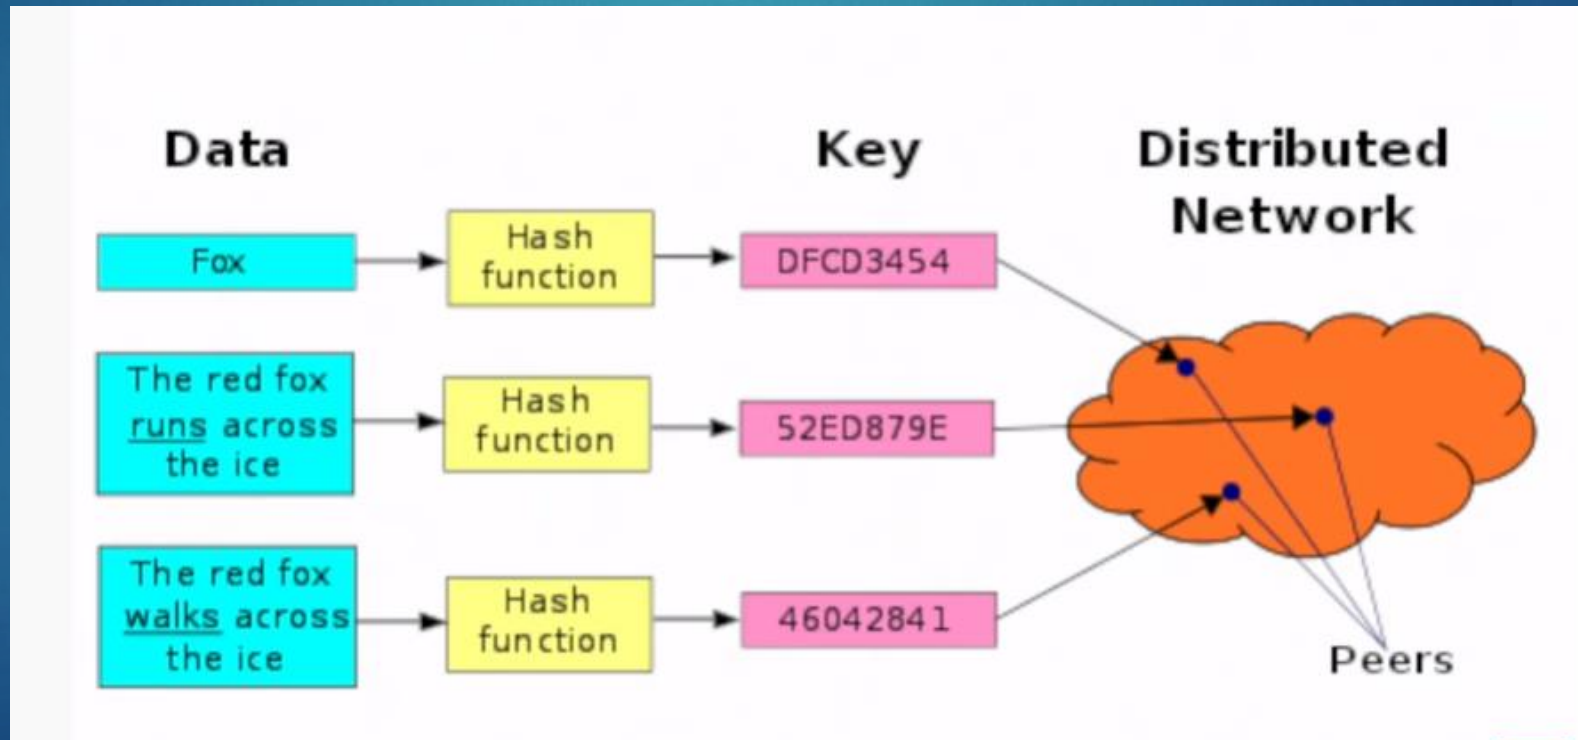 Data
Key
Distributed
Network
Fox
Hash
function
DFCD3454
The red fox
runs across
the ice
Hash
function
52ED879E
The red fox
walks across
the ice
Hash
function
46042841
Peers